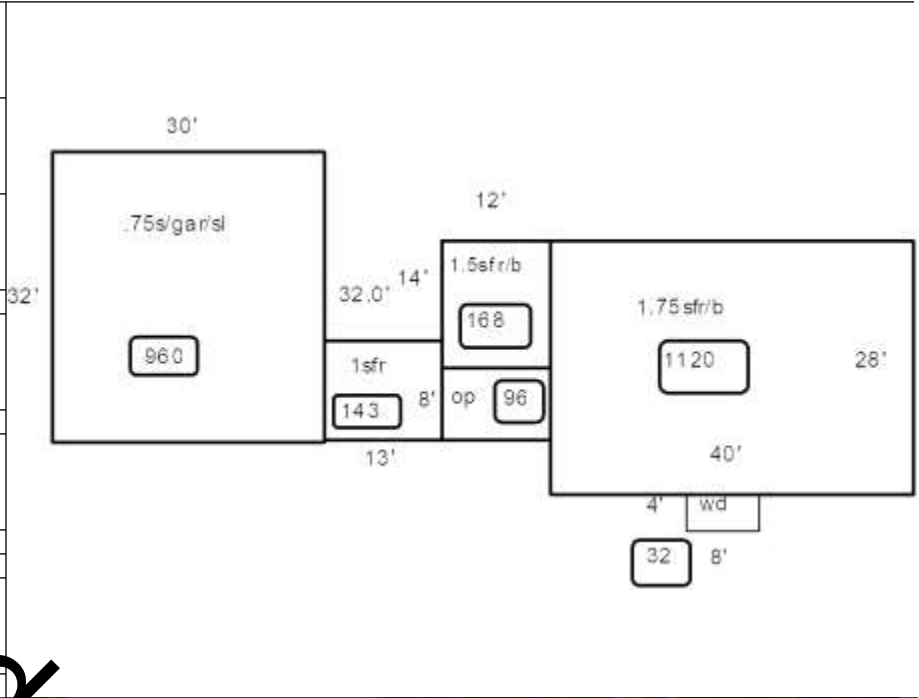 30'
12'
.75s/gar/sl
1.5sfr/b
14'
32'
32.0'
1.75sfr/b
168
960
1120
28'
1sfr
143
8'
op
96
13'
40'
4'
wd
32
8'